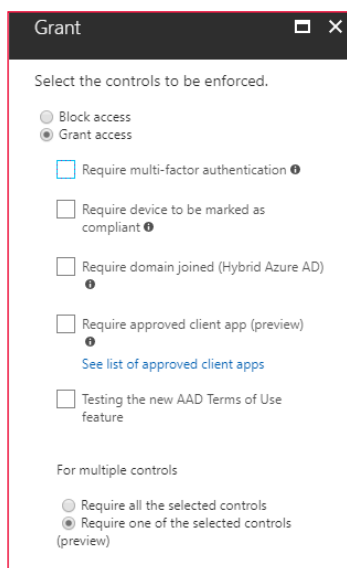 Grant
Select the controls to be enforced.
Block access
Grant access
Require multi-factor authentication
Require device to be marked as
compliant
Require domain joined (Hybrid Azure AD)
Require approved client app (preview)
See list of approved client apps
Testing the new AAD Terms of Use
feature
For multiple controls
Require all the selected controls
Require one of the selected controls
(preview)